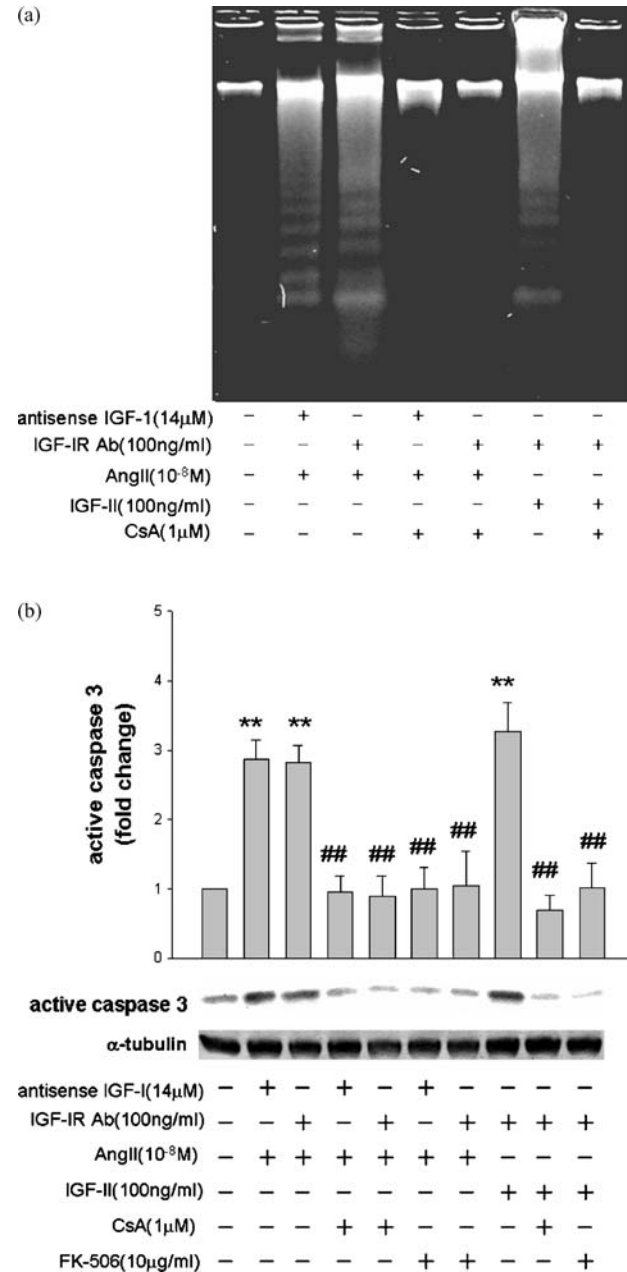 (a)
antisense IGF-1(14μM) – + – + – – –
IGF-IR Ab(100ng/ml) – – + – + + +
AngII(10⁻⁸M) – + + + + – –
IGF-II(100ng/ml) – – – – – + +
CsA(1μM) – – – + + – +
(b)
5
4
3
2
1
0
active caspase 3
(fold change)
** ** ## ## ## ## ** ## ##
active caspase 3
α-tubulin
antisense IGF-I(14μM) – + – + – + – – – –
IGF-IR Ab(100ng/ml) – – + – + – + + + +
AngII(10⁻⁸M) – + + + + + + – – –
IGF-II(100ng/ml) – – – – – – – + + +
CsA(1μM) – – – + + – – – + –
FK-506(10μg/ml) – – – – – + + – – +